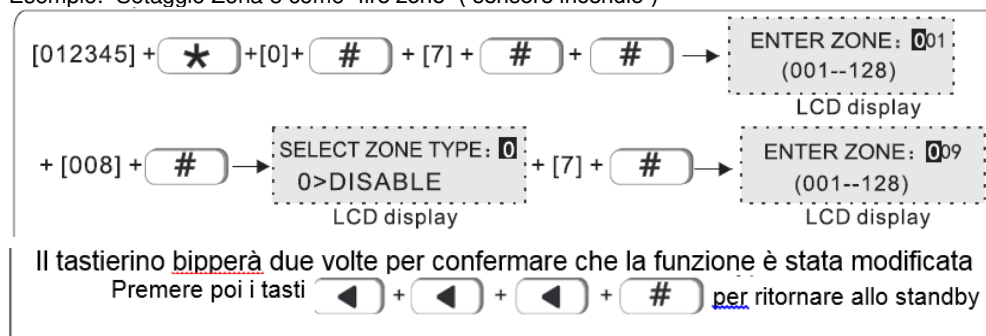 [012345] + * +[0]+ # + [7] + # + # → ENTER ZONE: 001
(001--128)
LCD display
+ [008] + # → SELECT ZONE TYPE: 0 + [7] + # → ENTER ZONE: 009
0>DISABLE (001--128)
LCD display LCD display
Il tastierino bipperà due volte per confermare che la funzione è stata modificata
Premere poi i tasti ◀ + ◀ + ◀ + # per ritornare allo standby